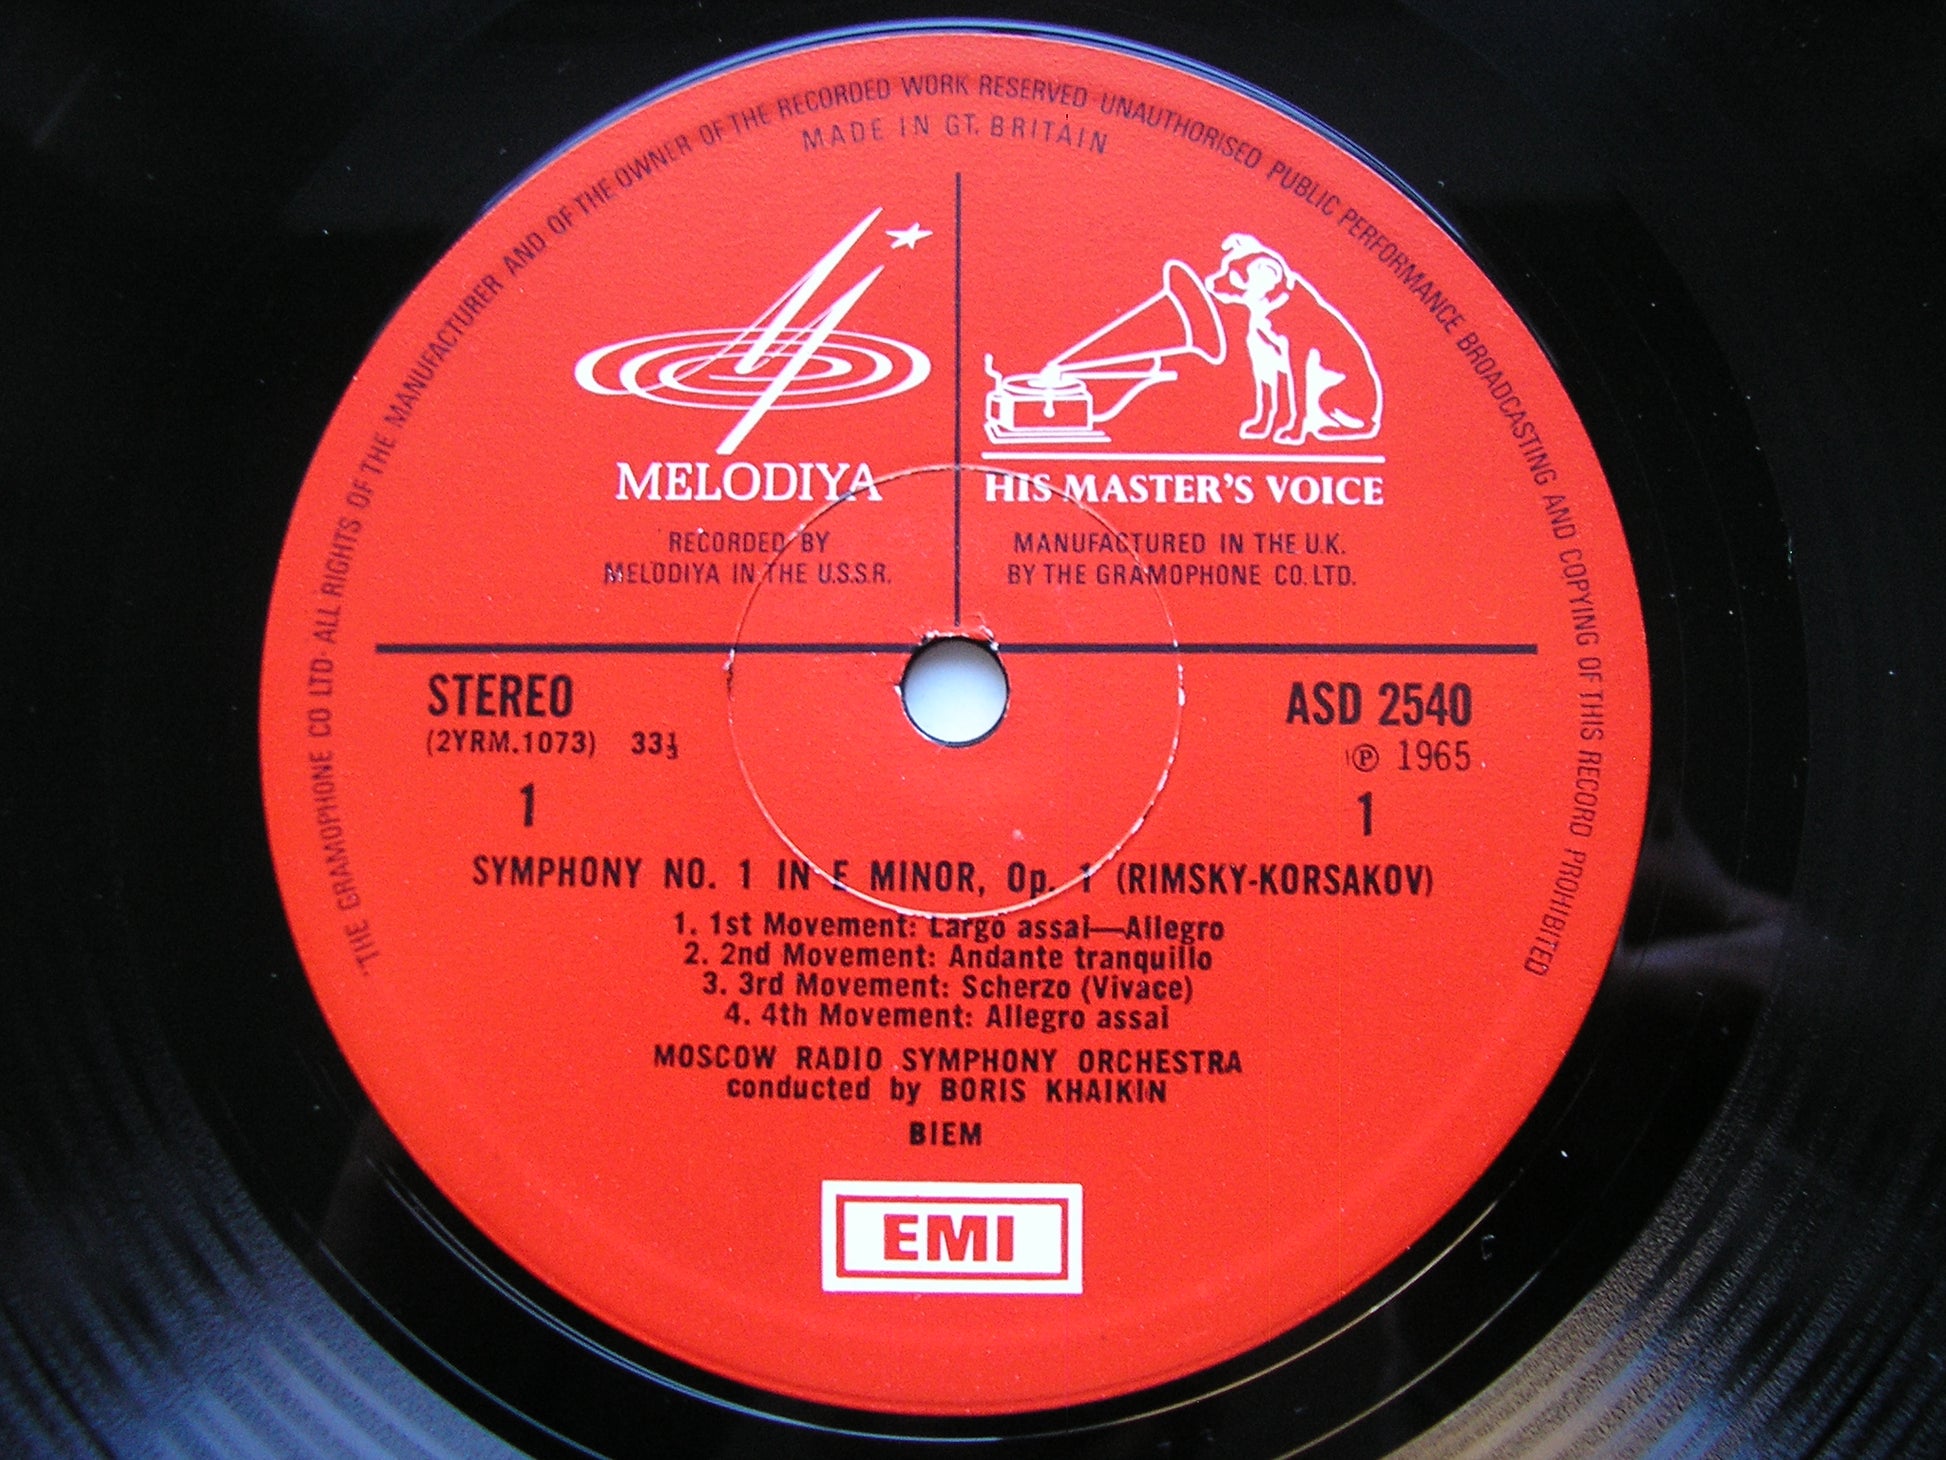 ·THE GRAMOPHONE CO LTD· ALL RIGHTS OF THE MANUFACTURER AND OF THE OWNER OF THE RECORDED WORK RESERVED UNAUTHORISED PUBLIC PERFORMANCE BROADCASTING AND COPYING OF THIS RECORD PROHIBITED
MADE IN GT. BRITAIN
MELODIYA
RECORDED BY
MELODIYA IN THE U.S.S.R.
HIS MASTER'S VOICE
MANUFACTURED IN THE U.K.
BY THE GRAMOPHONE CO. LTD.
STEREO
(2YRM.1073) 33⅓
1
ASD 2540
℗ 1965
1
SYMPHONY NO. 1 IN E MINOR, Op. 1 (RIMSKY-KORSAKOV)
1. 1st Movement: Largo assai—Allegro
2. 2nd Movement: Andante tranquillo
3. 3rd Movement: Scherzo (Vivace)
4. 4th Movement: Allegro assai
MOSCOW RADIO SYMPHONY ORCHESTRA
conducted by BORIS KHAIKIN
BIEM
EMI